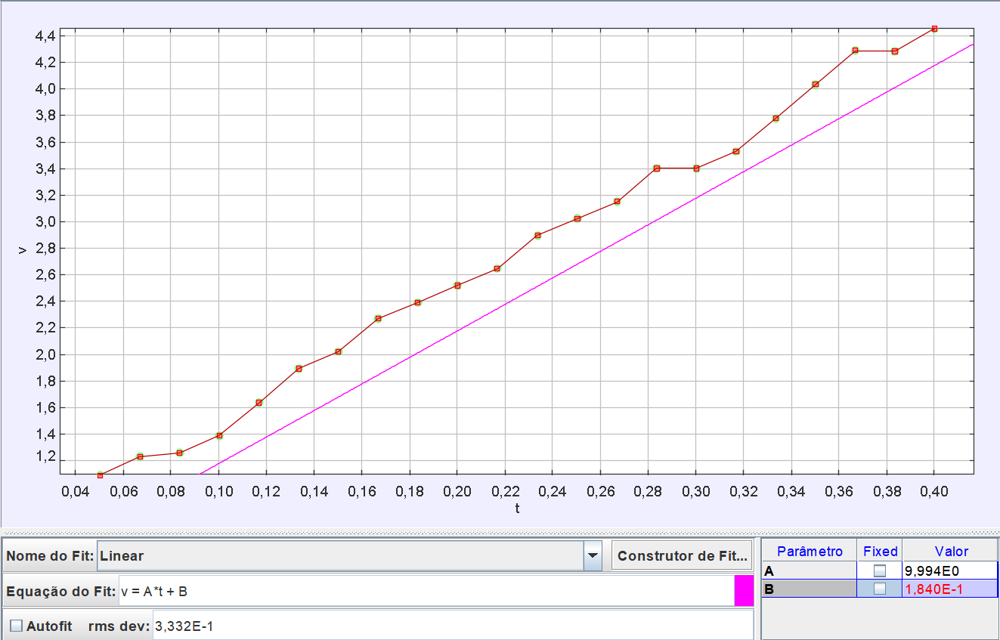 4,4
4,2
4,0
3,8
3,6
3,4
3,2
3,0
2,8
2,6
2,4
2,2
2,0
1,8
1,6
1,4
1,2
v
0,04 0,06 0,08 0,10 0,12 0,14 0,16 0,18 0,20 0,22 0,24 0,26 0,28 0,30 0,32 0,34 0,36 0,38 0,40
t
Nome do Fit: Linear Construtor de Fit...
Equação do Fit: v = A*t + B
Autofit rms dev: 3,332E-1
Parâmetro Fixed Valor
A 9,994E0
B 1,840E-1